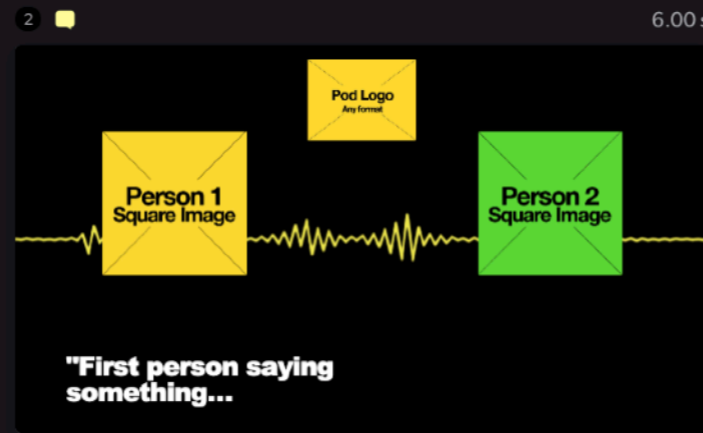 2
6.00 s
Pod Logo
Any format
Person 1
Square Image
Person 2
Square Image
"First person saying
something...